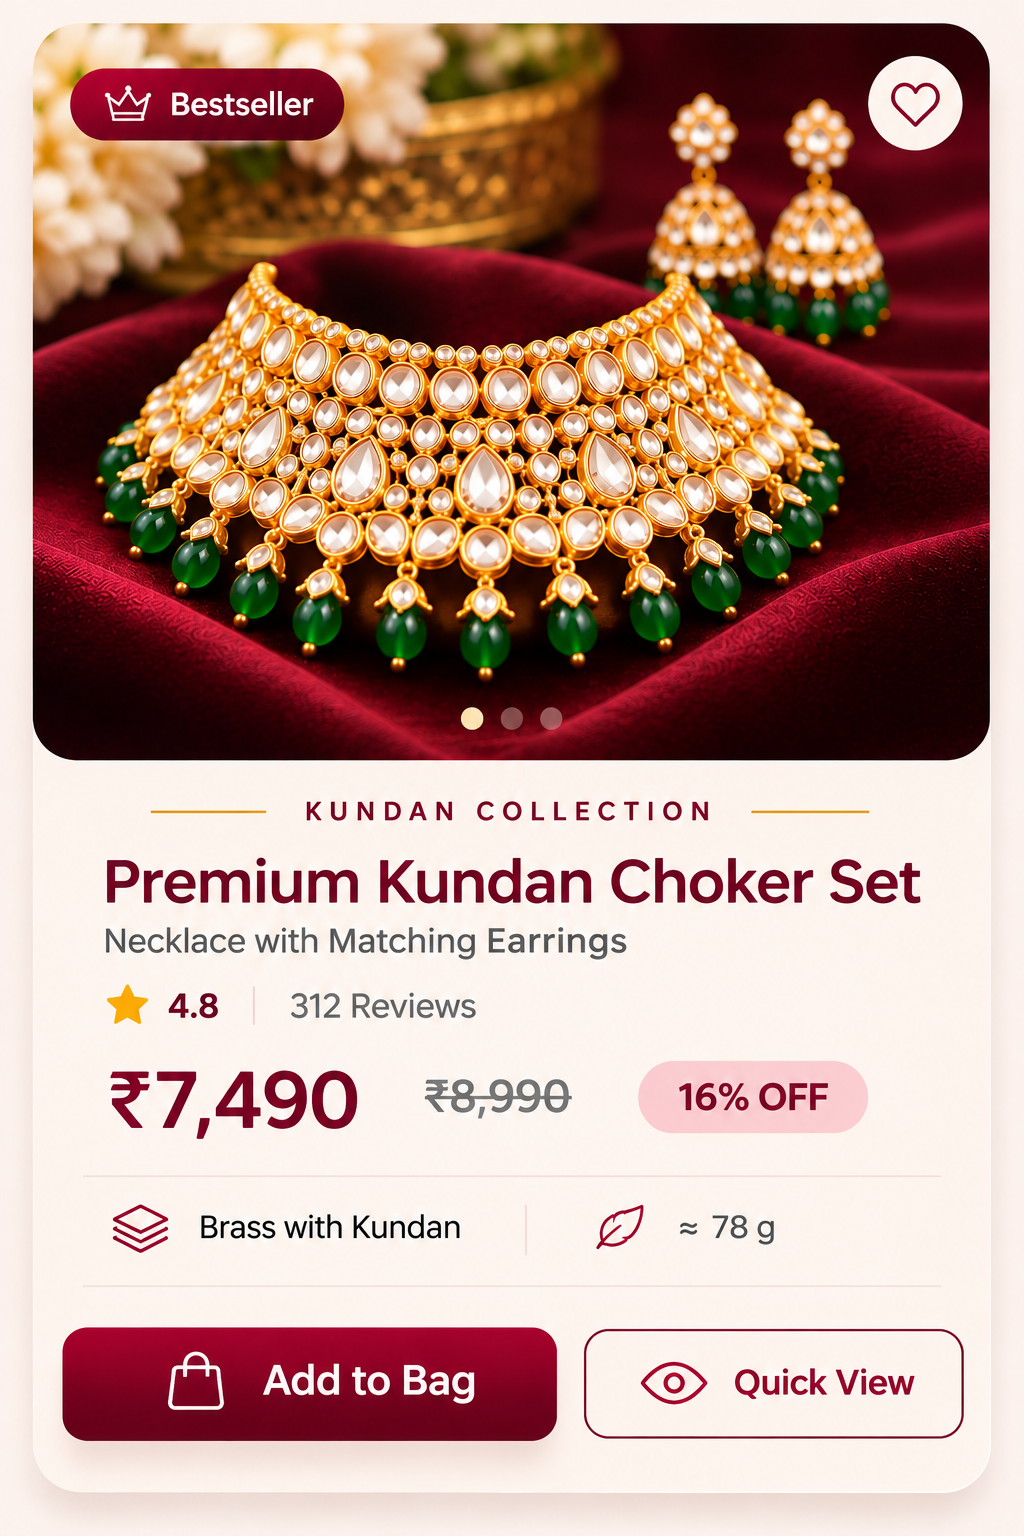 Bestseller
KUNDAN COLLECTION
Premium Kundan Choker Set
Necklace with Matching Earrings
4.8 312 Reviews
₹7,490 ₹8,990 16% OFF
Brass with Kundan ≈ 78 g
Add to Bag Quick View